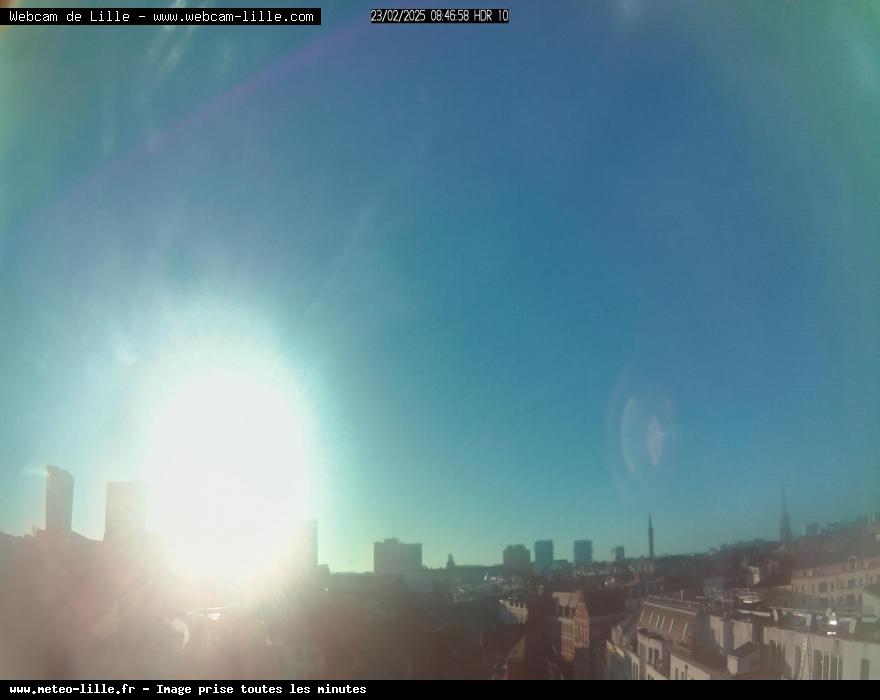 Webcam de Lille - www.webcam-lille.com
23/02/2025 08:46:58 HDR 10
www.meteo-lille.fr - Image prise toutes les minutes